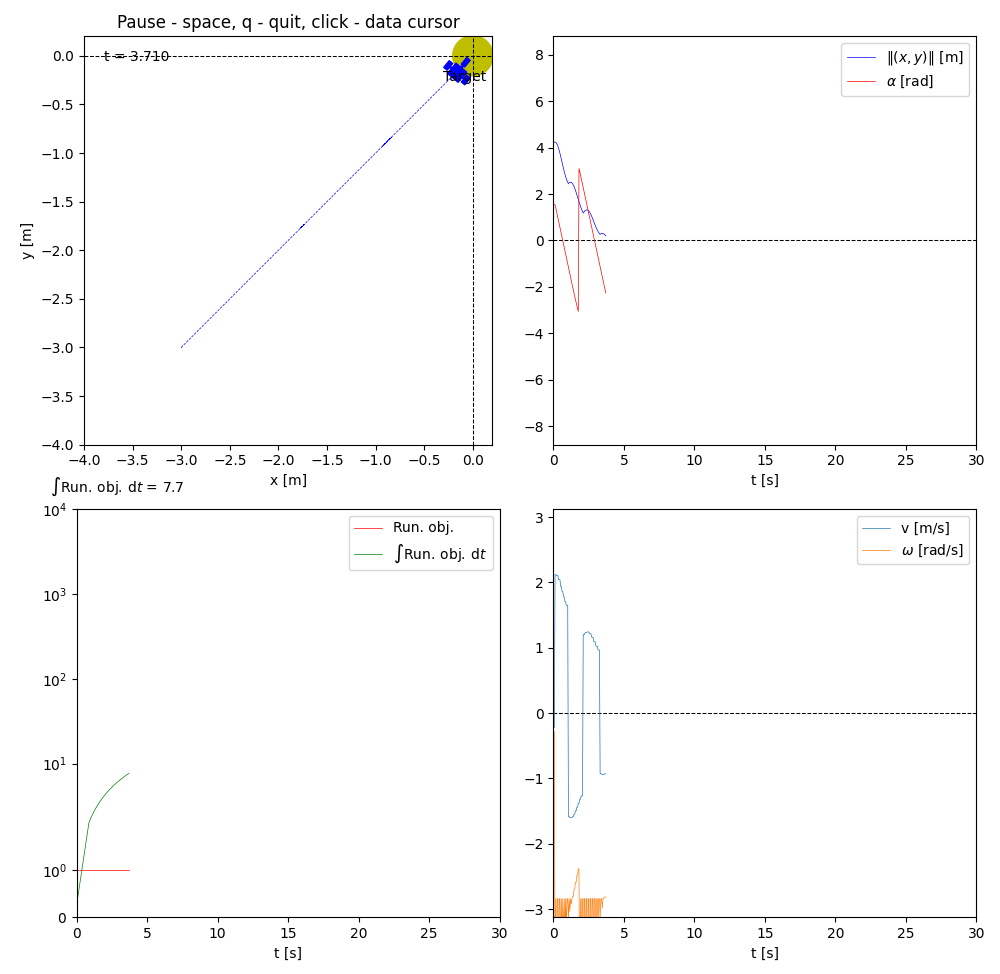 Pause - space, q - quit, click - data cursor
t = 3.710
Target
0.0
−0.5
−1.0
−1.5
−2.0
−2.5
−3.0
−3.5
−4.0
y [m]
−4.0 −3.5 −3.0 −2.5 −2.0 −1.5 −1.0 −0.5 0.0
x [m]
‖(x, y)‖ [m]
α [rad]
8
6
4
2
0
−2
−4
−6
−8
0 5 10 15 20 25 30
t [s]
∫Run. obj. dt = 7.7
Run. obj.
∫Run. obj. dt
10⁴
10³
10²
10¹
10⁰
0
0 5 10 15 20 25 30
t [s]
v [m/s]
ω [rad/s]
3
2
1
0
−1
−2
−3
0 5 10 15 20 25 30
t [s]